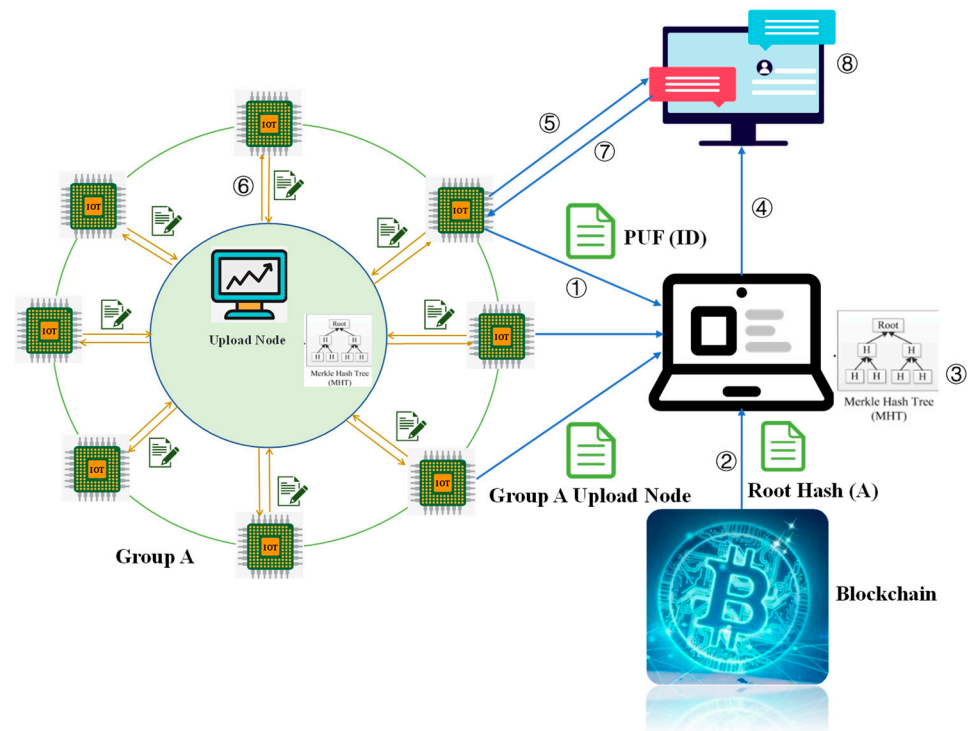 IOT
⑧
⑤
IOT
⑥
⑦
IOT
IOT
PUF (ID)
④
①
Upload Node
IOT
IOT
Root
H
H
H
H
H
H
Merkle Hash Tree
(MHT)
Root
H
H
H
H
H
H
Merkle Hash Tree
(MHT)
③
IOT
IOT
②
Group A Upload Node
Root Hash (A)
IOT
Group A
Blockchain